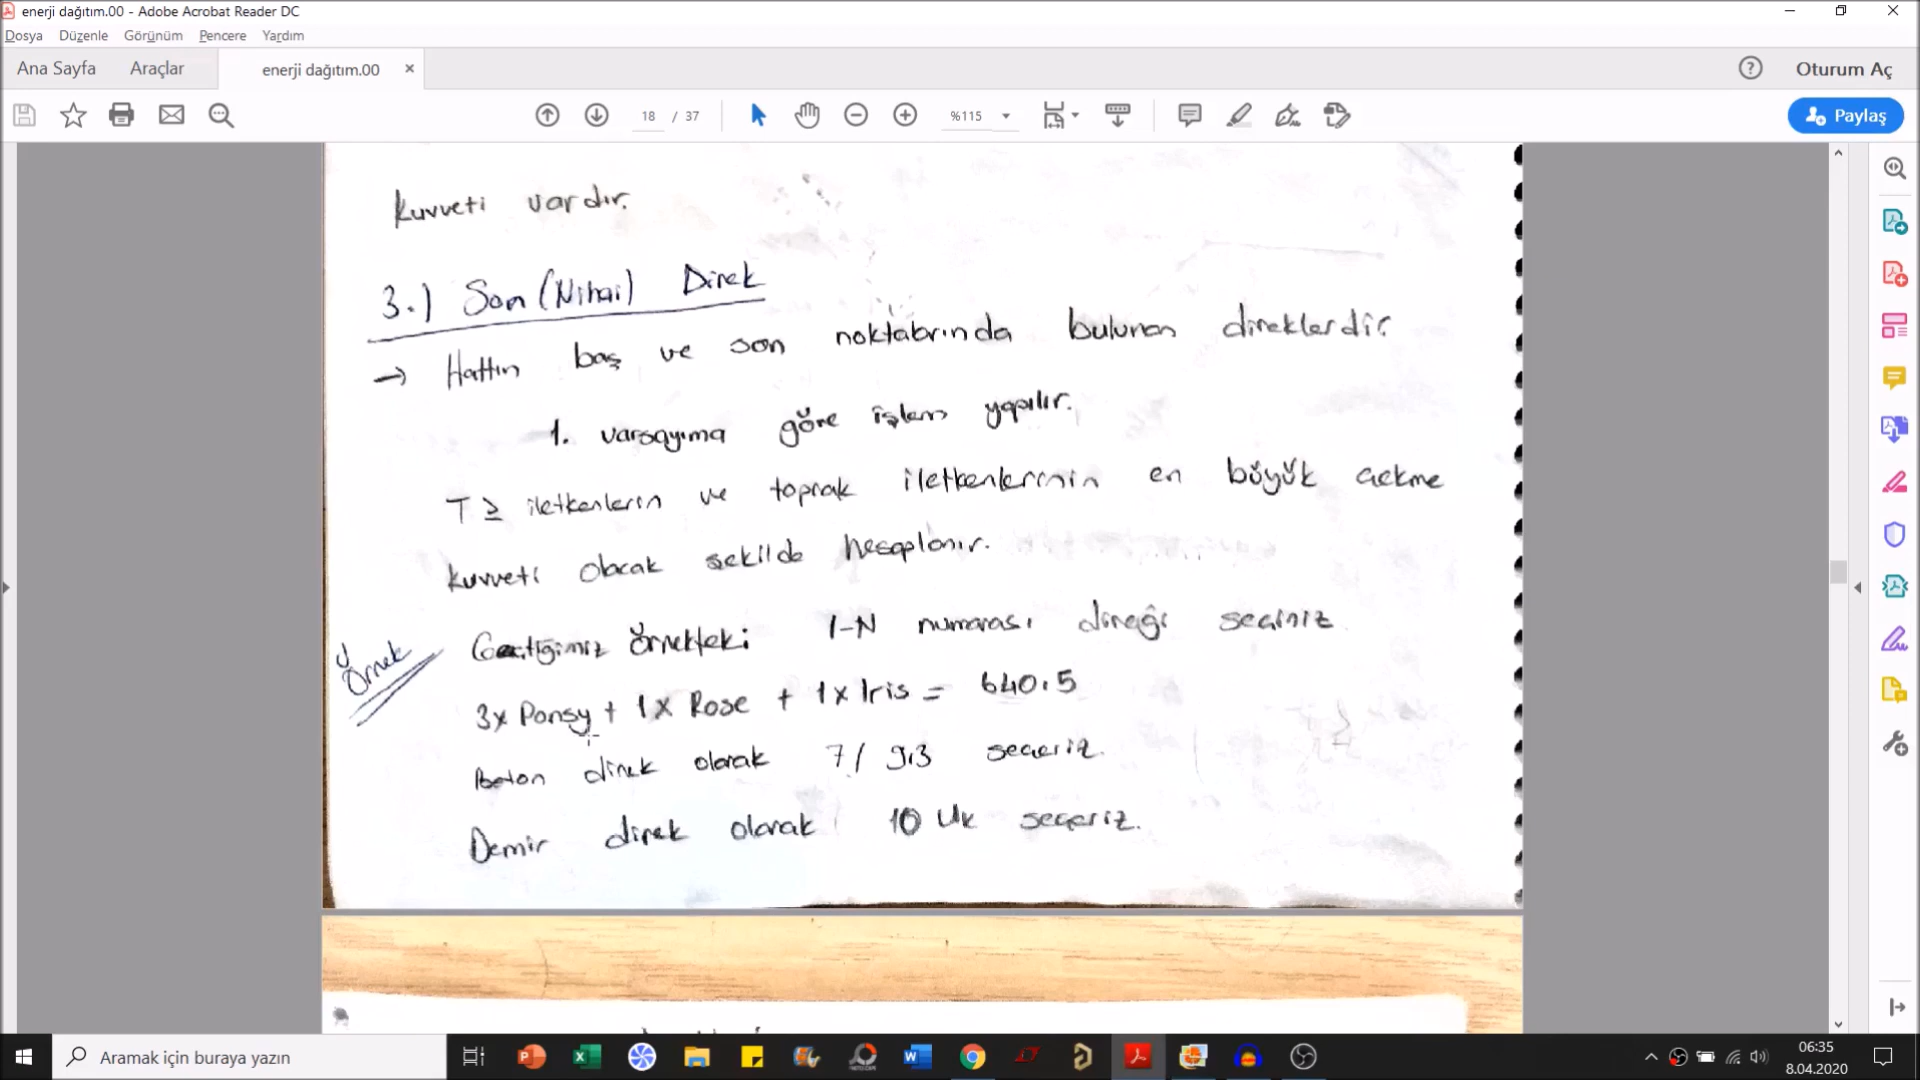 enerji dağıtım.00 - Adobe Acrobat Reader DC
Dosya Düzenle Görünüm Pencere Yardım
Ana Sayfa Araçlar enerji dağıtım.00 × Oturum Aç
18 / 37 %115 Paylaş
kuvveti vardır.
3.) Son (Nihai) Direk
→ Hattın baş ve son noktalarında bulunan direklerdir
1. varsayıma göre işlem yapılır.
T ≥ iletkenlerin ve toprak iletkenlerinin en büyük çekme
kuvveti olacak şekilde hesaplanır.
Örnek
Geçtiğimiz örnekteki 1-N numarası direği seçiniz
3x Pansy + 1x Rose + 1x Iris = 640.5
Beton direk olarak 7/9.3 seçeriz.
Demir direk olarak 10 Uk seçeriz.
Aramak için buraya yazın
06:35
8.04.2020